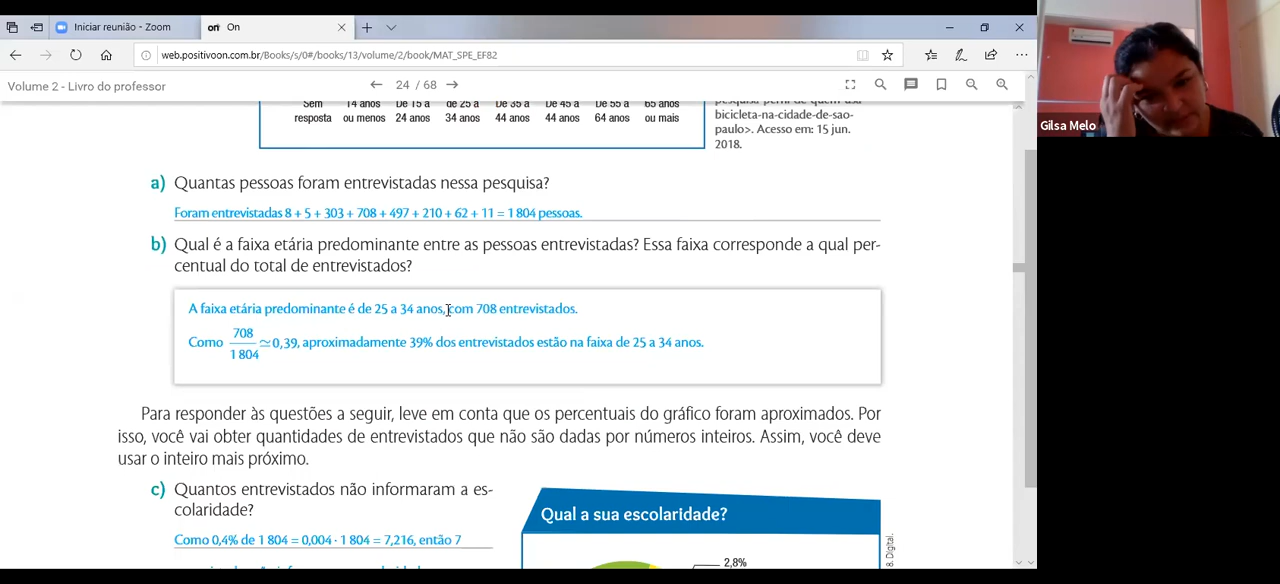 Iniciar reunião - Zoom
on
On
web.positivoon.com.br/Books/s/0#/books/13/volume/2/book/MAT_SPE_EF82
Volume 2 - Livro do professor
24 / 68
Gilsa Melo
Sem 14 anos De 15 a de 25 a De 35 a De 45 a De 55 a 65 anos
resposta ou menos 24 anos 34 anos 44 anos 44 anos 64 anos ou mais
bicicleta-na-cidade-de-sao-
paulo>. Acesso em: 15 jun.
2018.
a) Quantas pessoas foram entrevistadas nessa pesquisa?
Foram entrevistadas 8 + 5 + 303 + 708 + 497 + 210 + 62 + 11 = 1 804 pessoas.
b) Qual é a faixa etária predominante entre as pessoas entrevistadas? Essa faixa corresponde a qual per-
centual do total de entrevistados?
A faixa etária predominante é de 25 a 34 anos, com 708 entrevistados.
Como 708/1 804 ≃ 0,39, aproximadamente 39% dos entrevistados estão na faixa de 25 a 34 anos.
Para responder às questões a seguir, leve em conta que os percentuais do gráfico foram aproximados. Por
isso, você vai obter quantidades de entrevistados que não são dadas por números inteiros. Assim, você deve
usar o inteiro mais próximo.
c) Quantos entrevistados não informaram a es-
colaridade?
Como 0,4% de 1 804 = 0,004 · 1 804 = 7,216, então 7
Qual a sua escolaridade?
2,8%
8. Digital.